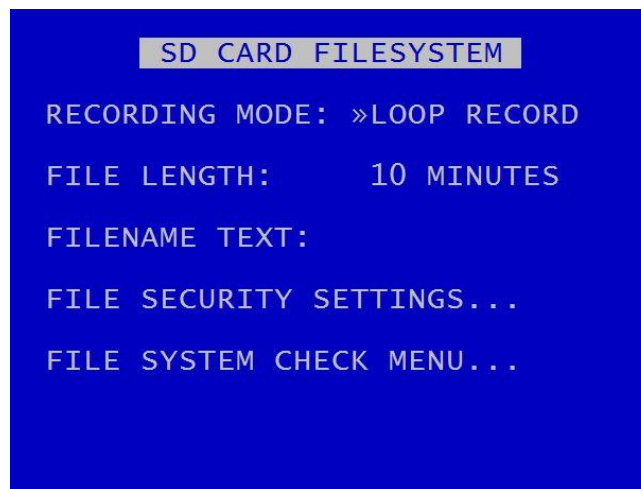 SD CARD FILESYSTEM
RECORDING MODE: »LOOP RECORD
FILE LENGTH: 10 MINUTES
FILENAME TEXT:
FILE SECURITY SETTINGS...
FILE SYSTEM CHECK MENU...